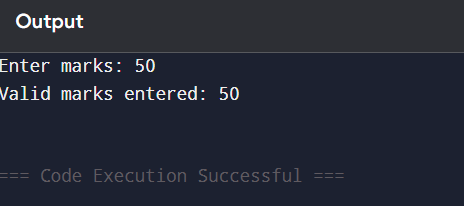 Output
Enter marks: 50
Valid marks entered: 50
=== Code Execution Successful ===